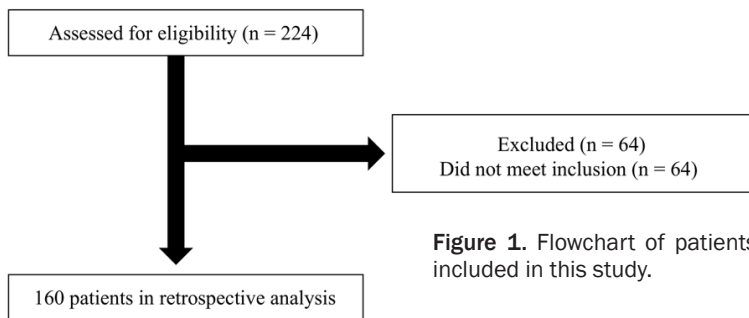 Assessed for eligibility (n = 224)
Excluded (n = 64)
Did not meet inclusion (n = 64)
Figure 1. Flowchart of patients
included in this study.
160 patients in retrospective analysis